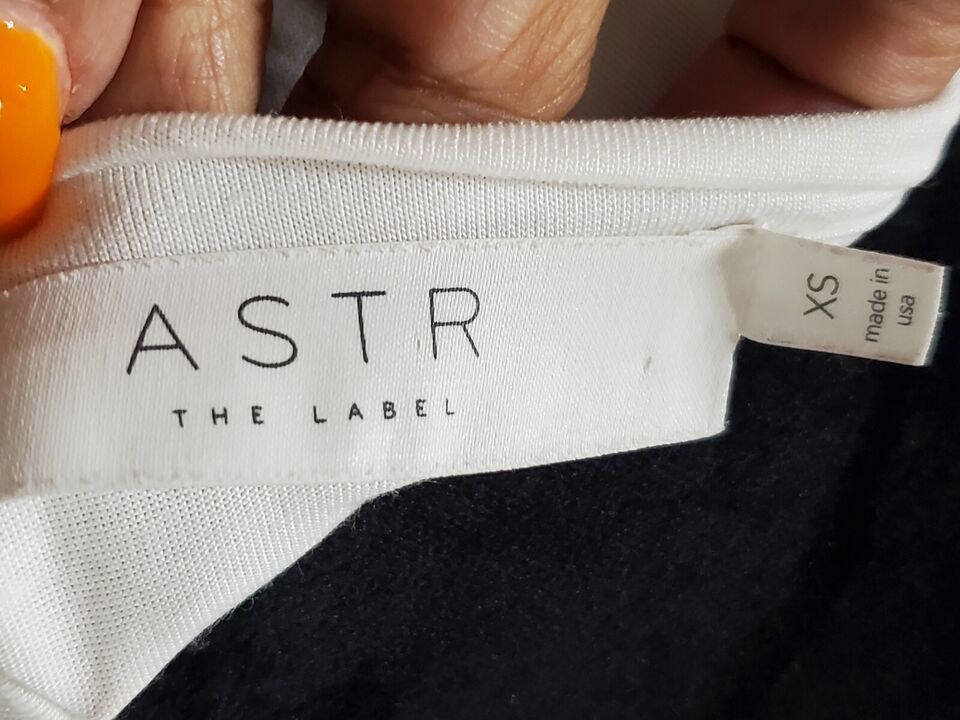 ASTR
THE LABEL
XS
made in
usa